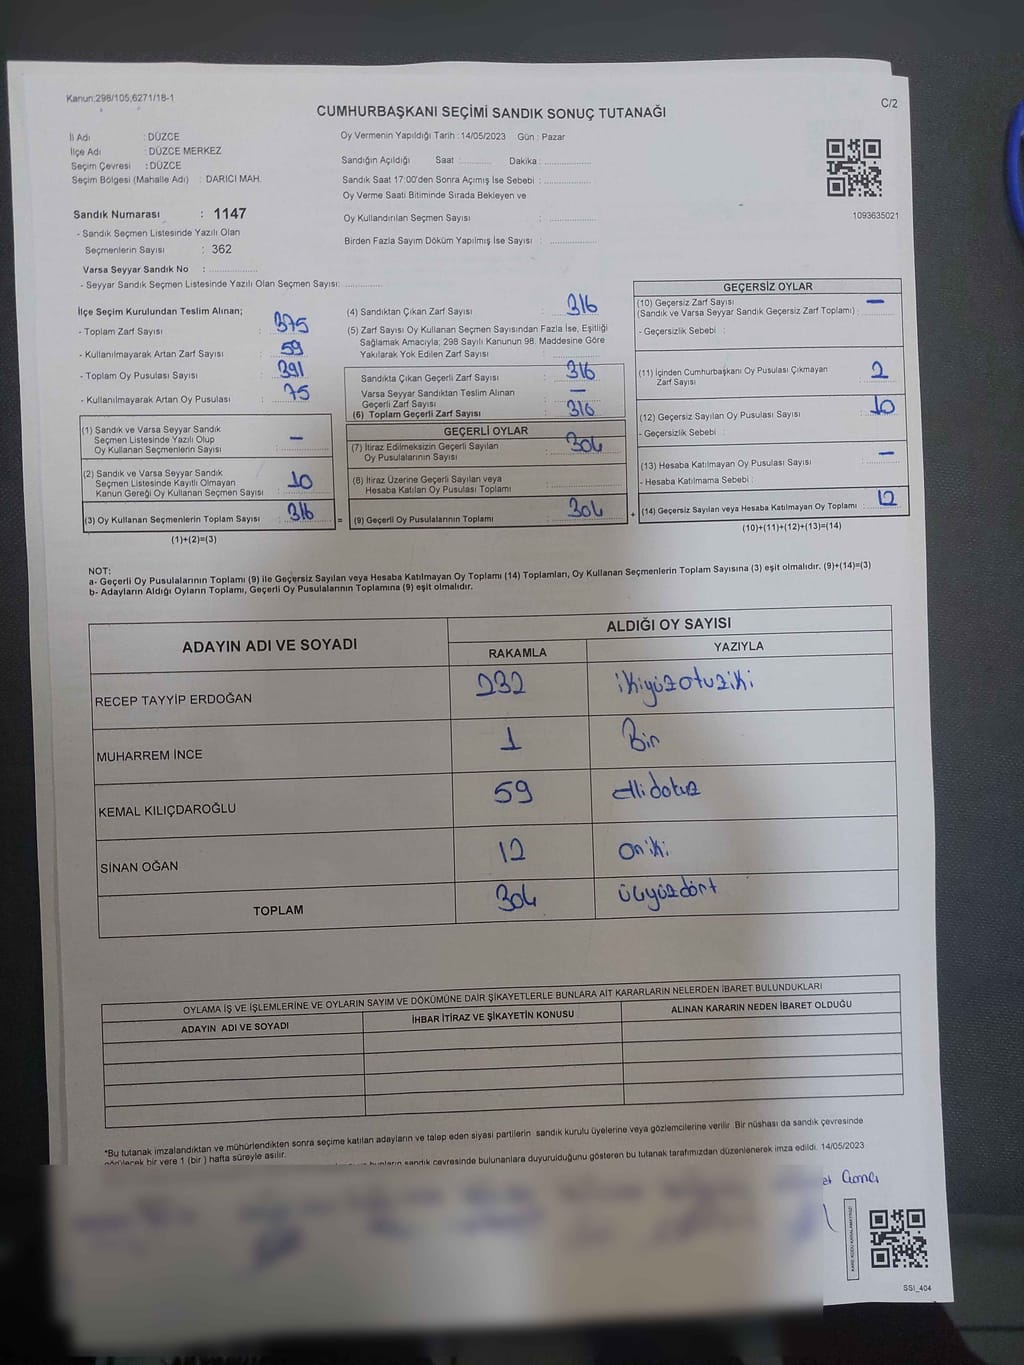 Kanun:298/105,6271/18-1
C/2
CUMHURBAŞKANI SEÇİMİ SANDIK SONUÇ TUTANAĞI
İl Adı : DÜZCE
İlçe Adı : DÜZCE MERKEZ
Seçim Çevresi : DÜZCE
Seçim Bölgesi (Mahalle Adı) : DARICI MAH.
Sandık Numarası : 1147
- Sandık Seçmen Listesinde Yazılı Olan
Seçmenlerin Sayısı : 362
Varsa Seyyar Sandık No : ..................
- Seyyar Sandık Seçmen Listesinde Yazılı Olan Seçmen Sayısı: .............
Oy Vermenin Yapıldığı Tarih : 14/05/2023 Gün : Pazar
Sandığın Açıldığı Saat :........... Dakika : ................
Sandık Saat 17:00'den Sonra Açımış İse Sebebi : ................
Oy Verme Saati Bitiminde Sırada Bekleyen ve
Oy Kullandırılan Seçmen Sayısı : ................
Birden Fazla Sayım Döküm Yapılmış İse Sayısı : ................
1093635021
İlçe Seçim Kurulundan Teslim Alınan;
- Toplam Zarf Sayısı : 375
- Kullanılmayarak Artan Zarf Sayısı : 59
- Toplam Oy Pusulası Sayısı : 391
- Kullanılmayarak Artan Oy Pusulası : 75
(1) Sandık ve Varsa Seyyar Sandık
Seçmen Listesinde Yazılı Olup
Oy Kullanan Seçmenlerin Sayısı : —
(2) Sandık ve Varsa Seyyar Sandık
Seçmen Listesinde Kayıtlı Olmayan
Kanun Gereği Oy Kullanan Seçmen Sayısı : 10
(3) Oy Kullanan Seçmenlerin Toplam Sayısı : 316
(1)+(2)=(3)
(4) Sandıktan Çıkan Zarf Sayısı : 316
(5) Zarf Sayısı Oy Kullanan Seçmen Sayısından Fazla İse, Eşitliği
Sağlamak Amacıyla; 298 Sayılı Kanunun 98. Maddesine Göre
Yakılarak Yok Edilen Zarf Sayısı :
Sandıkta Çıkan Geçerli Zarf Sayısı : 316
Varsa Seyyar Sandıktan Teslim Alınan
Geçerli Zarf Sayısı : —
(6) Toplam Geçerli Zarf Sayısı : 316
GEÇERLİ OYLAR
(7) İtiraz Edilmeksizin Geçerli Sayılan
Oy Pusulalarının Sayısı : 304
(8) İtiraz Üzerine Geçerli Sayılan veya
Hesaba Katılan Oy Pusulası Toplamı :
= (9) Geçerli Oy Pusulalarının Toplamı : 304
GEÇERSİZ OYLAR
(10) Geçersiz Zarf Sayısı
(Sandık ve Varsa Seyyar Sandık Geçersiz Zarf Toplamı) : —
- Geçersizlik Sebebi :
(11) İçinden Cumhurbaşkanı Oy Pusulası Çıkmayan
Zarf Sayısı : 2
(12) Geçersiz Sayılan Oy Pusulası Sayısı : 10
- Geçersizlik Sebebi :
(13) Hesaba Katılmayan Oy Pusulası Sayısı : —
- Hesaba Katılmama Sebebi :
+ (14) Geçersiz Sayılan veya Hesaba Katılmayan Oy Toplamı : 12
(10)+(11)+(12)+(13)=(14)
NOT:
a- Geçerli Oy Pusulalarının Toplamı (9) ile Geçersiz Sayılan veya Hesaba Katılmayan Oy Toplamı (14) Toplamları, Oy Kullanan Seçmenlerin Toplam Sayısına (3) eşit olmalıdır. (9)+(14)=(3)
b- Adayların Aldığı Oyların Toplamı, Geçerli Oy Pusulalarının Toplamına (9) eşit olmalıdır.
ADAYIN ADI VE SOYADI ALDIĞI OY SAYISI
RAKAMLA YAZIYLA
RECEP TAYYİP ERDOĞAN 232 ikiyüzotuziki
MUHARREM İNCE 1 Bir
KEMAL KILIÇDAROĞLU 59 ellidokuz
SİNAN OĞAN 12 oniki
TOPLAM 304 üçyüzdört
OYLAMA İŞ VE İŞLEMLERİNE VE OYLARIN SAYIM VE DÖKÜMÜNE DAİR ŞİKAYETLERLE BUNLARA AİT KARARLARIN NELERDEN İBARET BULUNDUKLARI
ADAYIN ADI VE SOYADI İHBAR İTİRAZ VE ŞİKAYETİN KONUSU ALINAN KARARIN NEDEN İBARET OLDUĞU
*Bu tutanak imzalandıktan ve mühürlendikten sonra seçime katılan adayların ve talep eden siyasi partilerin sandık kurulu üyelerine veya gözlemcilerine verilir Bir nüshası da sandık çevresinde
görülecek bir yere 1 (bir ) hafta süreyle asılır.
bunların sandık çevresinde bulunanlara duyurulduğunu gösteren bu tutanak tarafımızdan düzenlenerek imza edildi. 14/05/2023
SSI_404